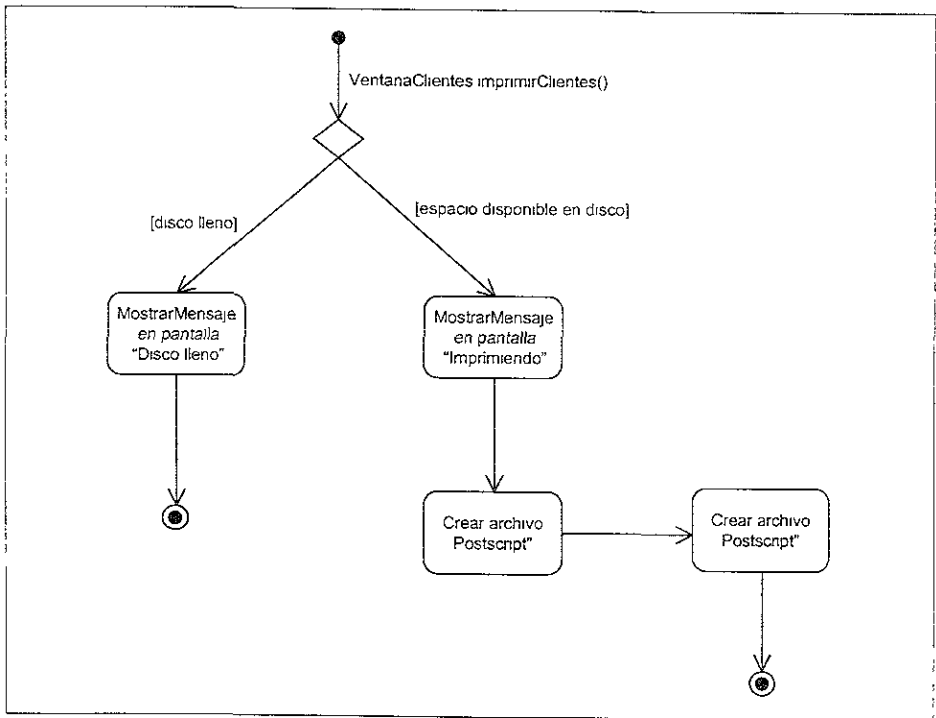 VentanaClientes imprimirClientes()
[disco lleno]
[espacio disponible en disco]
MostrarMensaje
en pantalla
“Disco lleno”
MostrarMensaje
en pantalla
“Imprimiendo”
Crear archivo
Postscript”
Crear archivo
Postscript”